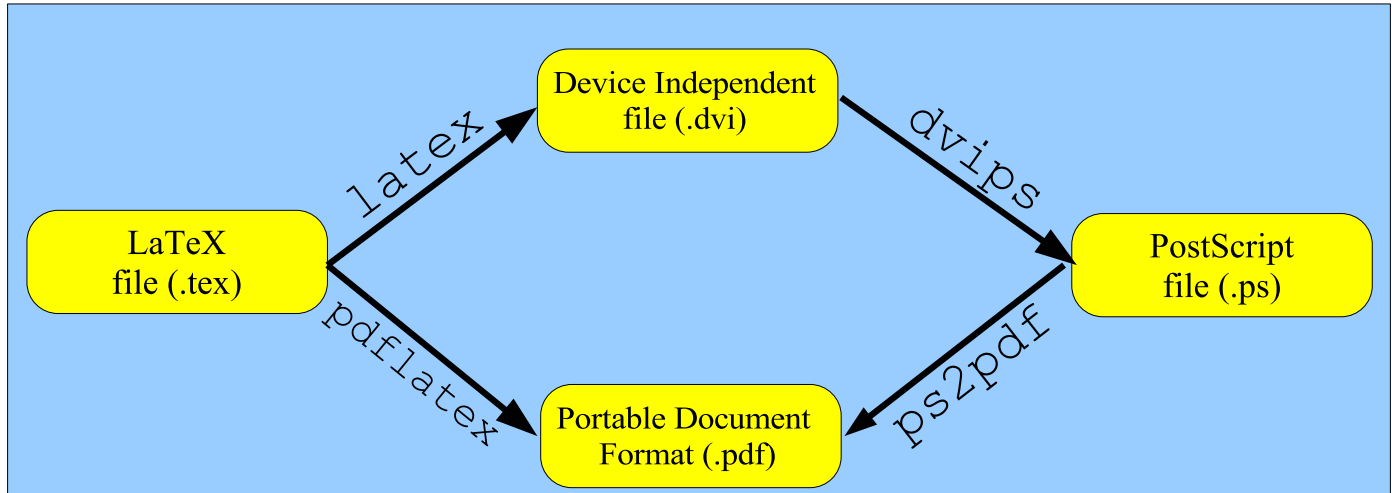 Device Independent
file (.dvi)
latex
dvips
LaTeX
file (.tex)
PostScript
file (.ps)
pdflatex
ps2pdf
Portable Document
Format (.pdf)